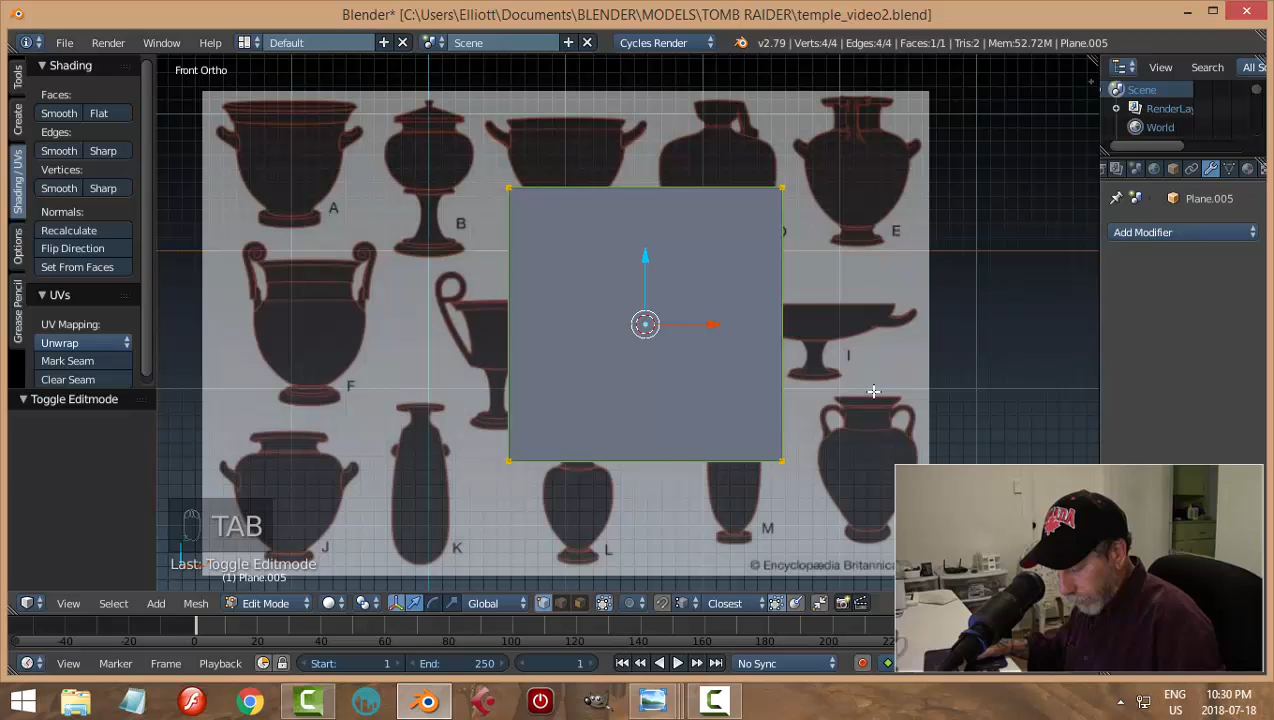 Blender* [C:\Users\Elliott\Documents\BLENDER\MODELS\TOMB RAIDER\temple_video2.blend]
File Render Window Help Default Scene Cycles Render v2.79 | Verts:4/4 | Edges:4/4 | Faces:1/1 | Tris:2 | Mem:52.72M | Plane.005
Tools
Create
Shading / UVs
Options
Grease Pencil
Shading
Faces:
Smooth Flat
Edges:
Smooth Sharp
Vertices:
Smooth Sharp
Normals:
Recalculate
Flip Direction
Set From Faces
UVs
UV Mapping:
Unwrap
Mark Seam
Clear Seam
Toggle Editmode
Front Ortho
A
B
E
F
I
J
K
L
M
© Encyclopædia Britannica
TAB
Last: Toggle Editmode
(1) Plane.005
View Search All Sc
Scene
RenderLay
World
Plane.005
Add Modifier
CANADA
View Select Add Mesh Edit Mode Global Closest
-40 -20 0 20 40 60 80 100 120 140 160 180 200
View Marker Frame Playback Start: 1 End: 250 1 No Sync
ENG
US
10:30 PM
2018-07-18